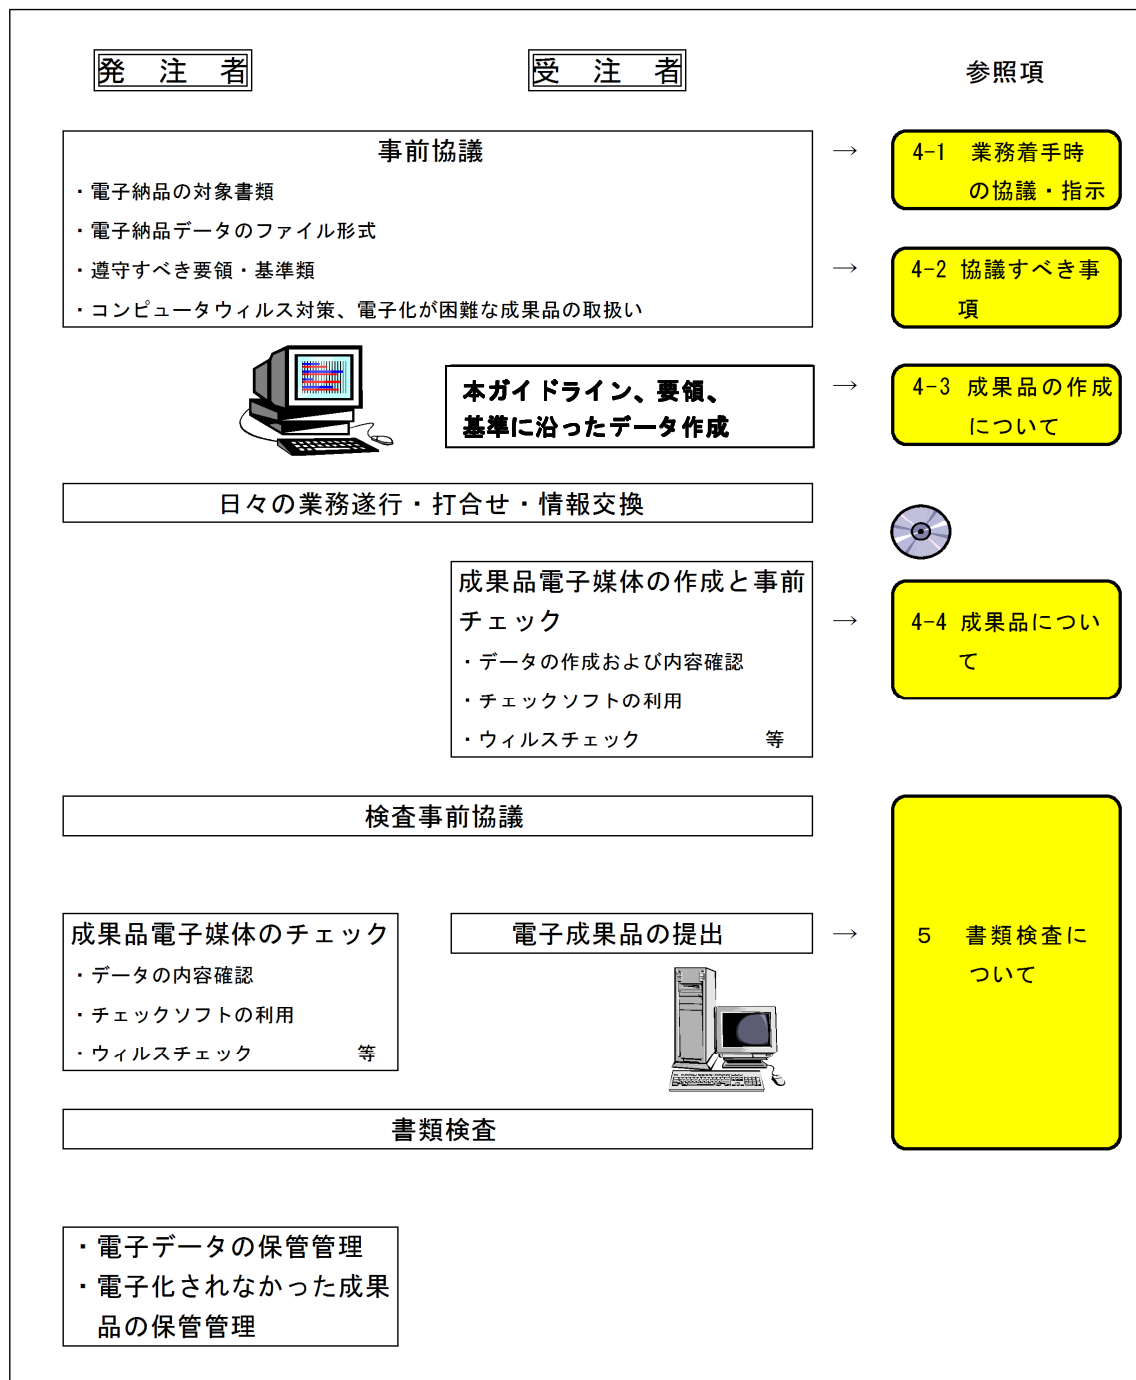 発　注　者
受　注　者
参照項
事前協議
・電子納品の対象書類
・電子納品データのファイル形式
・遵守すべき要領・基準類
・コンピュータウィルス対策、電子化が困難な成果品の取扱い
→
4-1　業務着手時
の協議・指示
→
4-2 協議すべき事
項
本ガイドライン、要領、
基準に沿ったデータ作成
→
4-3 成果品の作成
について
日々の業務遂行・打合せ・情報交換
成果品電子媒体の作成と事前
チェック
・データの作成および内容確認
・チェックソフトの利用
・ウィルスチェック　　　　　　等
→
4-4 成果品につい
て
検査事前協議
成果品電子媒体のチェック
・データの内容確認
・チェックソフトの利用
・ウィルスチェック　　　　　等
電子成果品の提出
→
５　書類検査に
ついて
書類検査
・電子データの保管管理
・電子化されなかった成果
品の保管管理